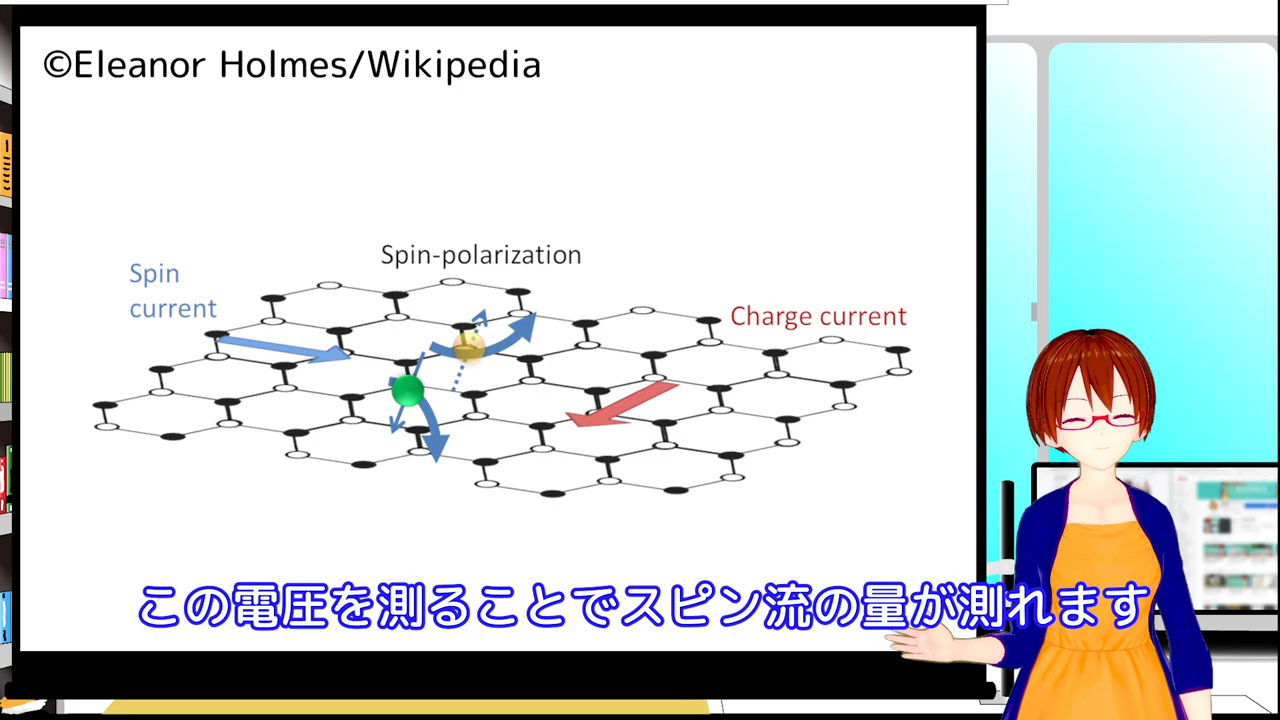 ©Eleanor Holmes/Wikipedia
Spin-polarization
Spin
current
Charge current
この電圧を測ることでスピン流の量が測れます